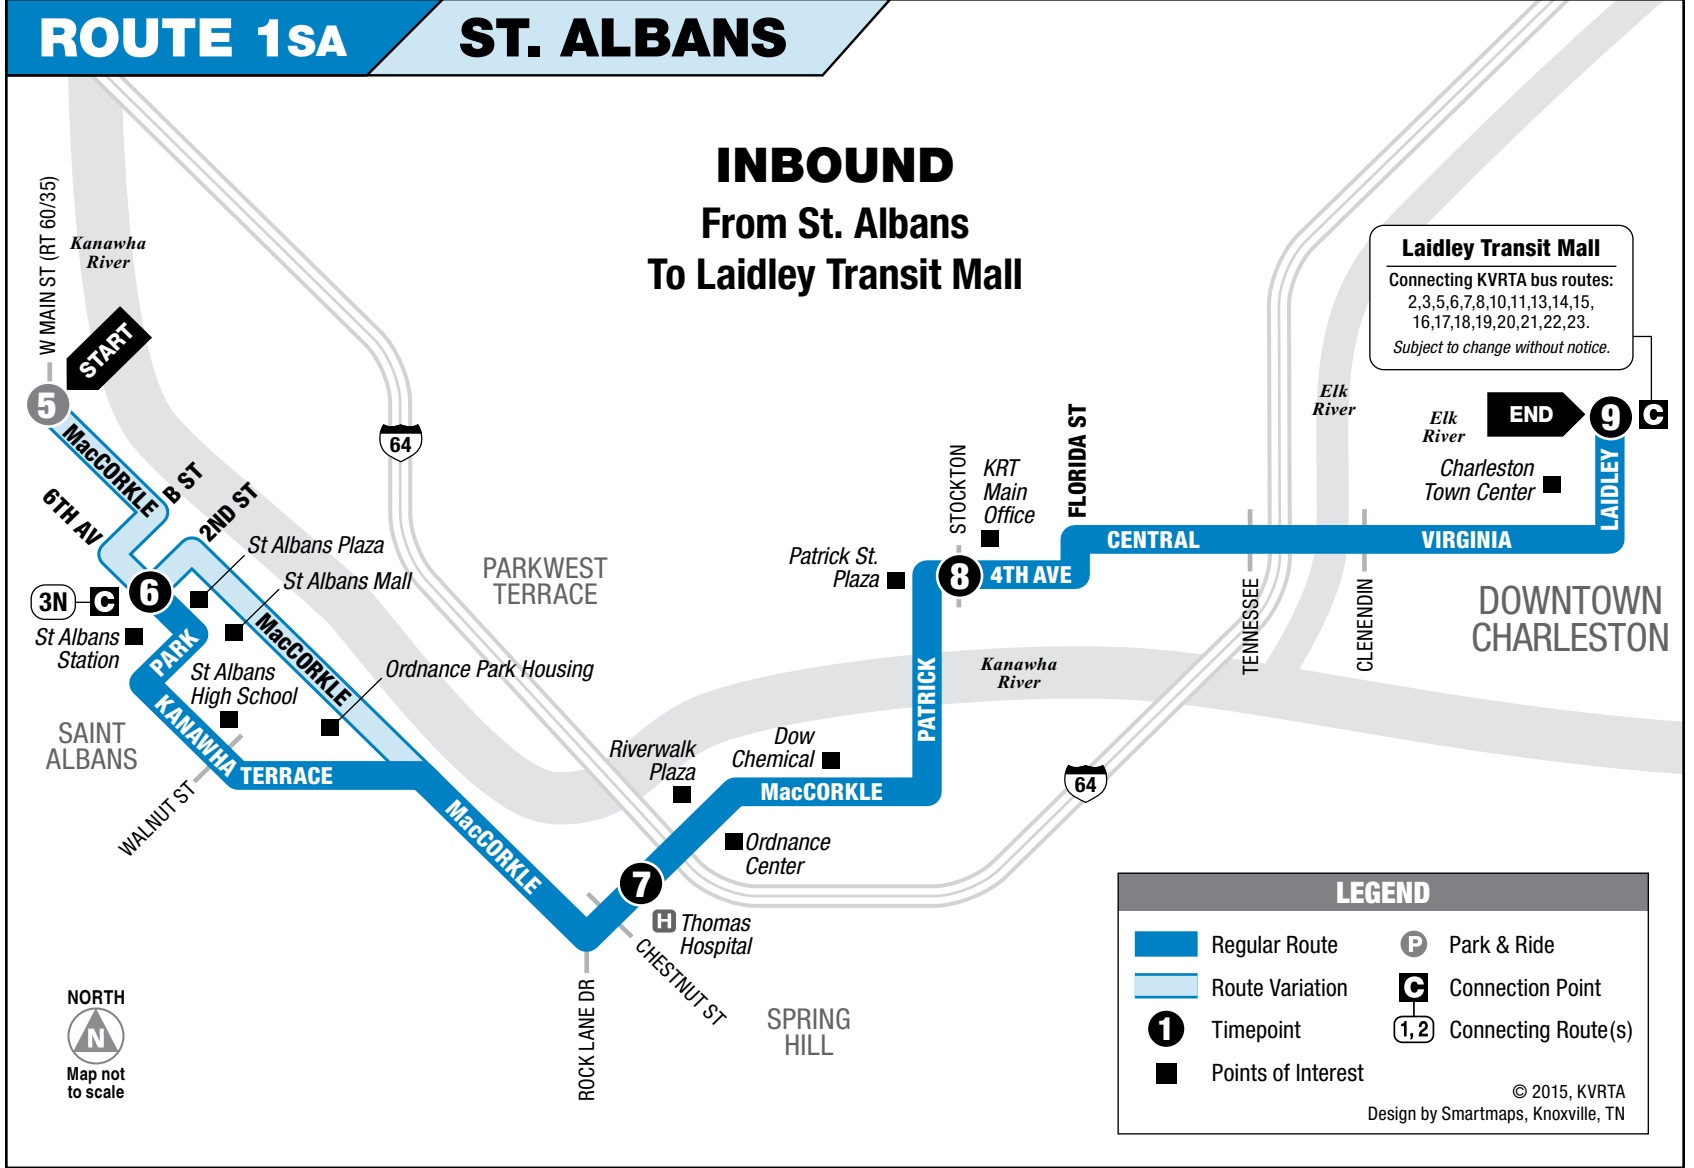 ROUTE 1SA
ST. ALBANS
INBOUND
From St. Albans
To Laidley Transit Mall
W MAIN ST (RT 60/35)
Kanawha
River
START
5
MacCORKLE
B ST
6TH AV
2ND ST
6
3N
C
St Albans
Station
St Albans Plaza
St Albans Mall
MacCORKLE
PARK
St Albans
High School
Ordnance Park Housing
SAINT
ALBANS
KANAWHA
TERRACE
WALNUT ST
MacCORKLE
64
PARKWEST
TERRACE
Riverwalk
Plaza
Dow
Chemical
MacCORKLE
Ordnance
Center
7
H
Thomas
Hospital
CHESTNUT ST
ROCK LANE DR
SPRING
HILL
PATRICK
Patrick St.
Plaza
8
STOCKTON
KRT
Main
Office
4TH AVE
FLORIDA ST
Kanawha
River
64
CENTRAL
TENNESSEE
Elk
River
CLENENDIN
VIRGINIA
Elk
River
Charleston
Town Center
LAIDLEY
END
9
C
Laidley Transit Mall
Connecting KVRTA bus routes:
2,3,5,6,7,8,10,11,13,14,15,
16,17,18,19,20,21,22,23.
Subject to change without notice.
DOWNTOWN
CHARLESTON
NORTH
N
Map not
to scale
LEGEND
Regular Route
Route Variation
1 Timepoint
Points of Interest
P Park & Ride
C Connection Point
1, 2 Connecting Route(s)
© 2015, KVRTA
Design by Smartmaps, Knoxville, TN